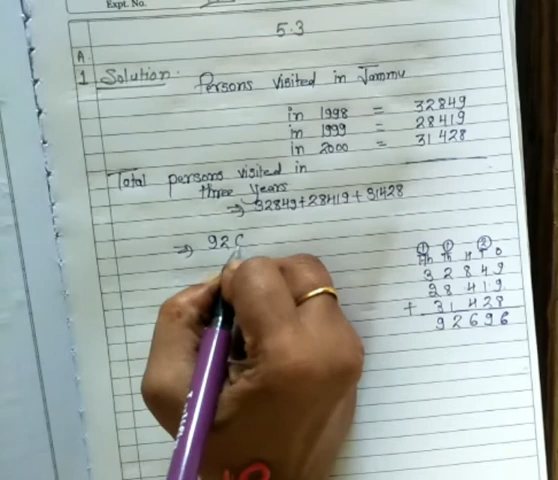 Expt. No.
5.3
A.
1 Solution. Persons visited in Jammu
in 1998 = 32849
in 1999 = 28419
in 2000 = 31428
Total persons visited in
three years
⇒ 32849+28419+31428
⇒ 92
① ① ②
Th H T O
3 2 8 4 9
2 8 4 1 9
+ 3 1 4 2 8
9 2 6 9 6